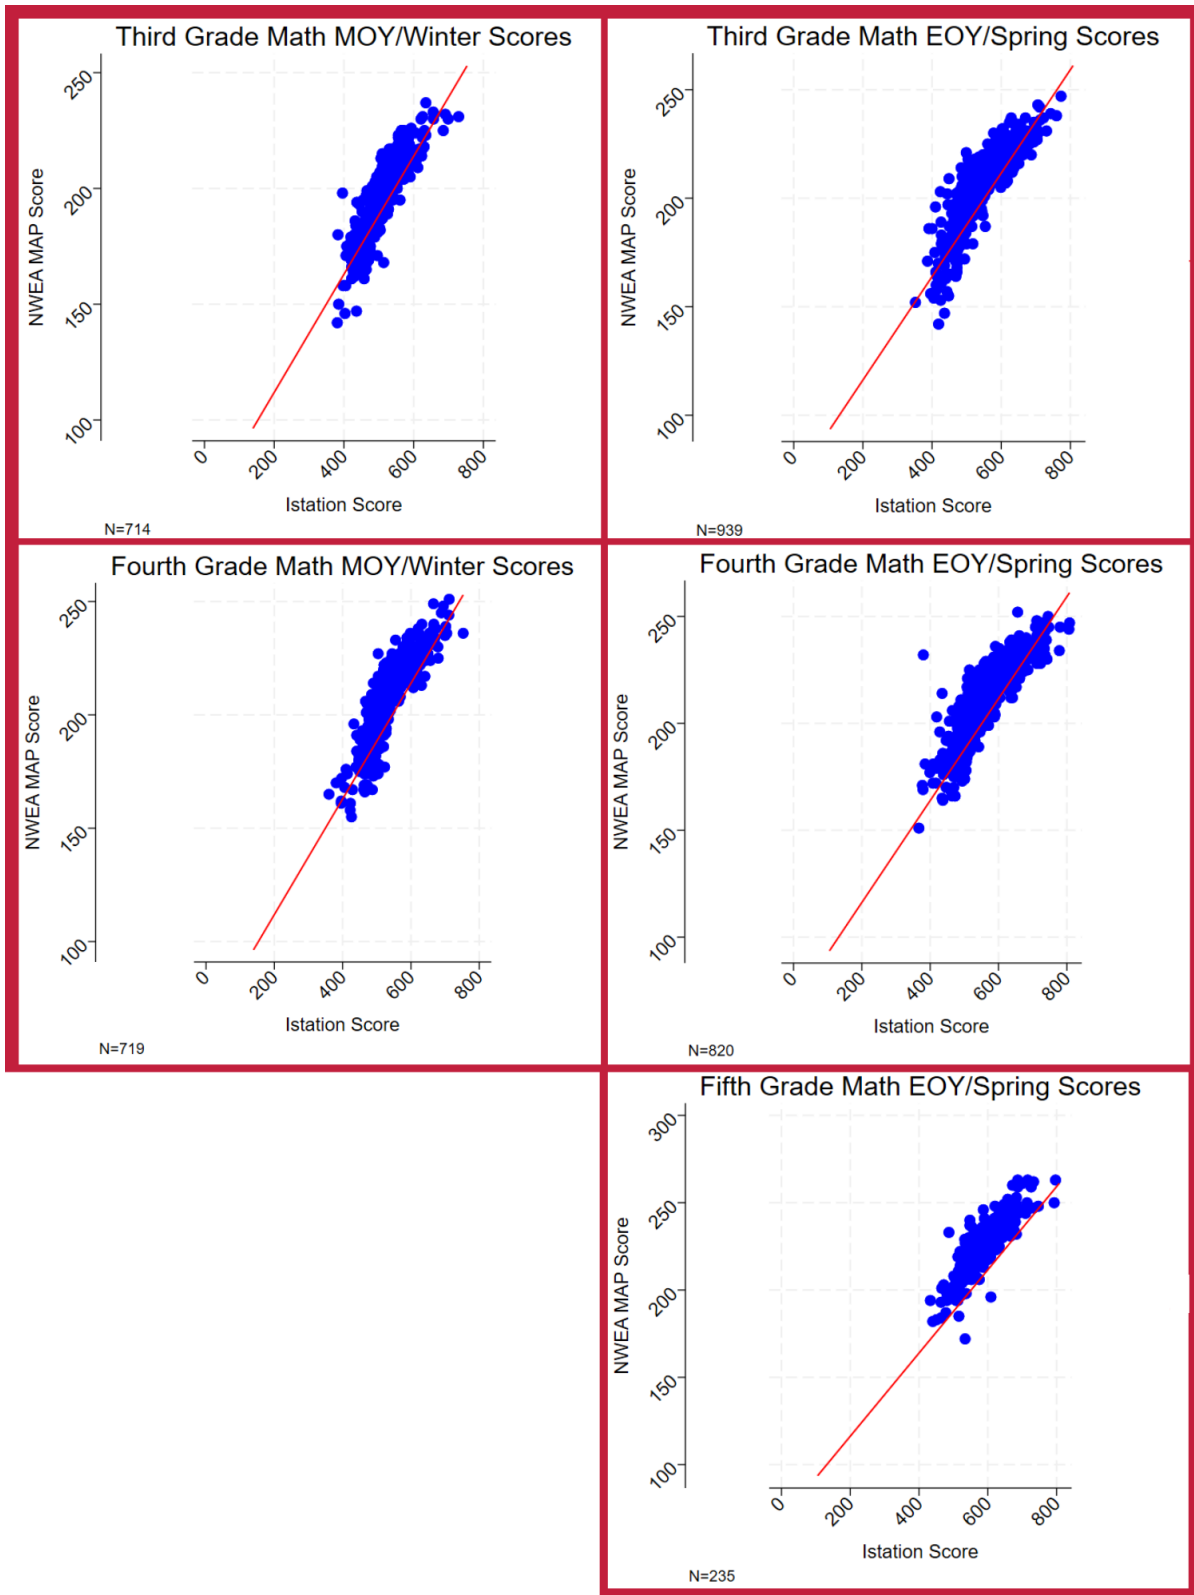 Third Grade Math MOY/Winter Scores
NWEA MAP Score
250
200
150
100
0 200 400 600 800
Istation Score
N=714
Third Grade Math EOY/Spring Scores
NWEA MAP Score
250
200
150
100
0 200 400 600 800
Istation Score
N=939
Fourth Grade Math MOY/Winter Scores
NWEA MAP Score
250
200
150
100
0 200 400 600 800
Istation Score
N=719
Fourth Grade Math EOY/Spring Scores
NWEA MAP Score
250
200
150
100
0 200 400 600 800
Istation Score
N=820
Fifth Grade Math EOY/Spring Scores
NWEA MAP Score
300
250
200
150
100
0 200 400 600 800
Istation Score
N=235